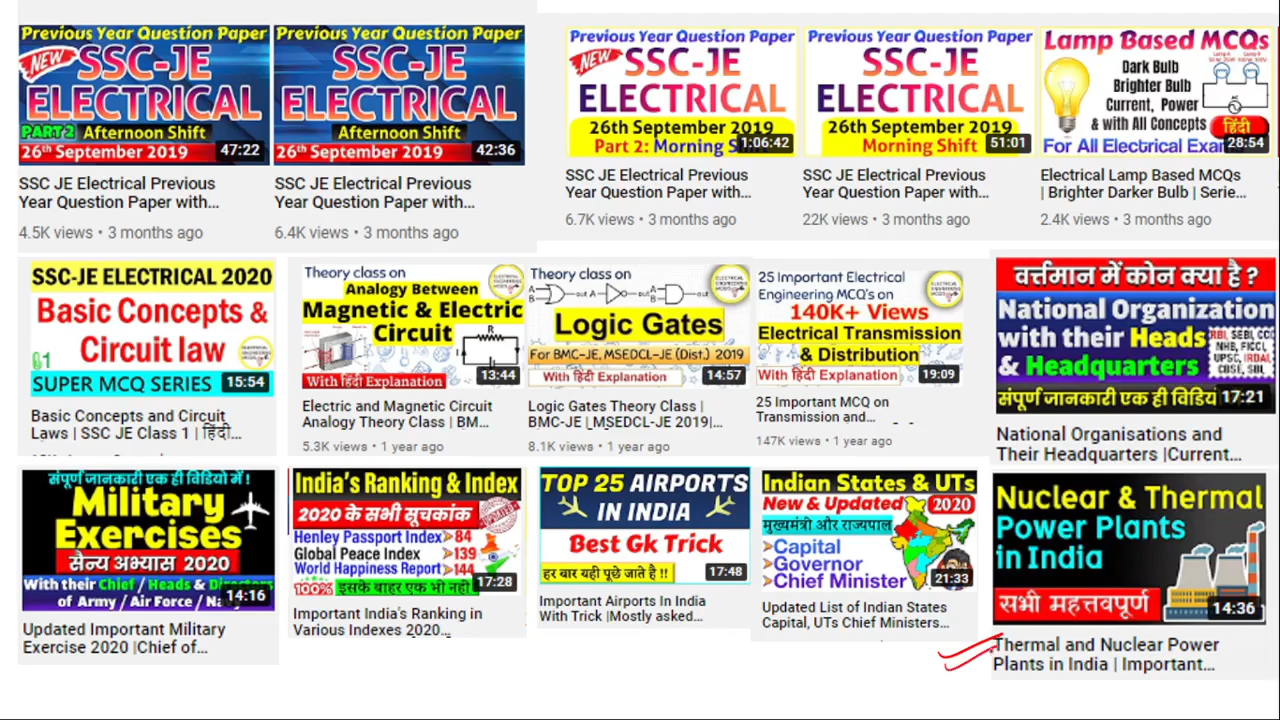 Previous Year Question Paper
NEW
SSC-JE
ELECTRICAL
PART 2 Afternoon Shift
26th September 2019
47:22
SSC JE Electrical Previous
Year Question Paper with...
4.5K views • 3 months ago
Previous Year Question Paper
SSC-JE
ELECTRICAL
Afternoon Shift
26th September 2019
42:36
SSC JE Electrical Previous
Year Question Paper with...
6.4K views • 3 months ago
Previous Year Question Paper
NEW
SSC-JE
ELECTRICAL
26th September 2019
Part 2: Morning
1:06:42
SSC JE Electrical Previous
Year Question Paper with...
6.7K views • 3 months ago
Previous Year Question Paper
SSC-JE
ELECTRICAL
26th September 2019
Morning Shift
51:01
SSC JE Electrical Previous
Year Question Paper with...
22K views • 3 months ago
Lamp Based MCQs
Dark Bulb
Brighter Bulb
Current, Power
& with All Concepts
हिंदी
For All Electrical
28:54
Electrical Lamp Based MCQs
| Brighter Darker Bulb | Serie...
2.4K views • 3 months ago
SSC-JE ELECTRICAL 2020
Basic Concepts &
Circuit law
SUPER MCQ SERIES
15:54
Basic Concepts and Circuit
Laws | SSC JE Class 1 | हिंदी...
Theory class on
Analogy Between
Magnetic & Electric
Circuit
With हिंदी Explanation
13:44
Electric and Magnetic Circuit
Analogy Theory Class | BM...
5.3K views • 1 year ago
Theory class on
Logic Gates
For BMC-JE, MSEDCL-JE (Dist.) 2019
With हिंदी Explanation
14:57
Logic Gates Theory Class |
BMC-JE | MSEDCL-JE 2019|...
8.1K views • 1 year ago
25 Important Electrical
Engineering MCQ's on
140K+ Views
Electrical Transmission
& Distribution
With हिंदी Explanation
19:09
25 Important MCQ on
Transmission and...
147K views • 1 year ago
वर्त्तमान में कोन क्या है ?
National Organization
with their Heads
& Headquarters
RBI, SEBI,
NHB, FICCI,
UPSC, IRDAI,
CBSE, SBI,
संपूर्ण जानकारी एक ही
17:21
National Organisations and
Their Headquarters |Current...
संपूर्ण जानकारी एक ही विडियो में !
Military
Exercises
सैन्य अभ्यास 2020
With their Chief / Heads & Directors
of Army / Air Force /
14:16
Updated Important Military
Exercise 2020 |Chief of...
India's Ranking & Index
2020 के सभी सूचकांक
Henley Passport Index 84
Global Peace Index 139
World Happiness Report 144
100% इसके बाहर एक भी नही
17:28
Important India's Ranking in
Various Indexes 2020...
TOP 25 AIRPORTS
IN INDIA
Best Gk Trick
हर बार यही पूछे जाते है !!
17:48
Important Airports In India
With Trick |Mostly asked...
Indian States & UTs
New & Updated 2020
मुख्यमंत्री और राज्यपाल
Capital
Governor
Chief Minister
21:33
Updated List of Indian States
Capital, UTs Chief Ministers...
Nuclear & Thermal
Power Plants
in India
सभी महत्तवपूर्ण
14:36
Thermal and Nuclear Power
Plants in India | Important...